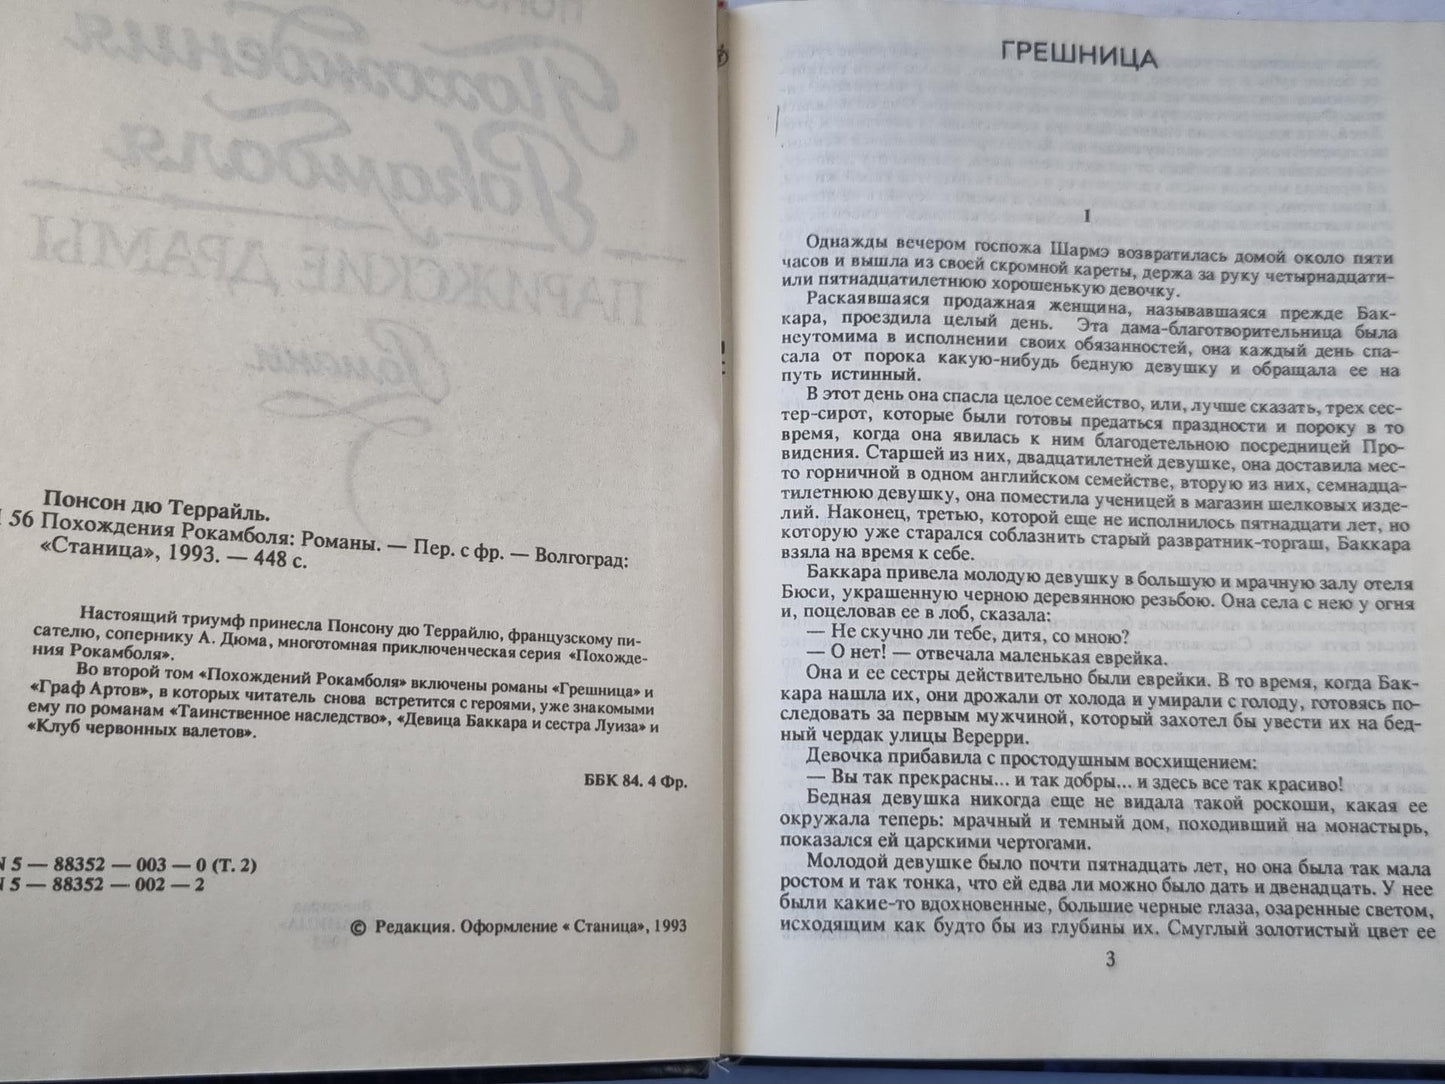 Понсон дю Террайль.
56 Похождения Рокамболя: Романы. — Пер. с фр. — Волгоград:
«Станица», 1993. — 448 с.
Настоящий триумф принесла Понсону дю Террайлю, французскому пи-
сателю, сопернику А. Дюма, многотомная приключенческая серия «Похожде-
ния Рокамболя».
Во второй том «Похождений Рокамболя» включены романы «Грешница» и
«Граф Артов», в которых читатель снова встретится с героями, уже знакомыми
ему по романам «Таинственное наследство», «Девица Баккара и сестра Луиза» и
«Клуб червонных валетов».
ББК 84. 4 Фр.
N 5 — 88352 — 003 — 0 (Т. 2)
N 5 — 88352 — 002 — 2
© Редакция. Оформление « Станица», 1993
ГРЕШНИЦА
I
Однажды вечером госпожа Шармэ возвратилась домой около пяти
часов и вышла из своей скромной кареты, держа за руку четырнадцати-
или пятнадцатилетнюю хорошенькую девочку.
Раскаявшаяся продажная женщина, называвшаяся прежде Бак-
кара, проездила целый день. Эта дама-благотворительница была
неутомима в исполнении своих обязанностей, она каждый день спа-
сала от порока какую-нибудь бедную девушку и обращала ее на
путь истинный.
В этот день она спасла целое семейство, или, лучше сказать, трех сес-
тер-сирот, которые были готовы предаться праздности и пороку в то
время, когда она явилась к ним благодетельною посредницей Про-
видения. Старшей из них, двадцатилетней девушке, она доставила мес-
то горничной в одном английском семействе, вторую из них, семнадца-
тилетнюю девушку, она поместила ученицей в магазин шелковых изде-
лий. Наконец, третью, которой еще не исполнилось пятнадцати лет, но
которую уже старался соблазнить старый развратник-торгаш, Баккара
взяла на время к себе.
Баккара привела молодую девушку в большую и мрачную залу отеля
Бюси, украшенную черною деревянною резьбою. Она села с нею у огня
и, поцеловав ее в лоб, сказала:
— Не скучно ли тебе, дитя, со мною?
— О нет! — отвечала маленькая еврейка.
Она и ее сестры действительно были еврейки. В то время, когда Бак-
кара нашла их, они дрожали от холода и умирали с голоду, готовясь по-
следовать за первым мужчиной, который захотел бы увести их на бед-
ный чердак улицы Верерри.
Девочка прибавила с простодушным восхищением:
— Вы так прекрасны... и так добры... и здесь все так красиво!
Бедная девушка никогда еще не видала такой роскоши, какая ее
окружала теперь: мрачный и темный дом, походивший на монастырь,
показался ей царскими чертогами.
Молодой девушке было почти пятнадцать лет, но она была так мала
ростом и так тонка, что ей едва ли можно было дать и двенадцать. У нее
были какие-то вдохновенные, большие черные глаза, озаренные светом,
исходящим как будто бы из глубины их. Смуглый золотистый цвет ее
3